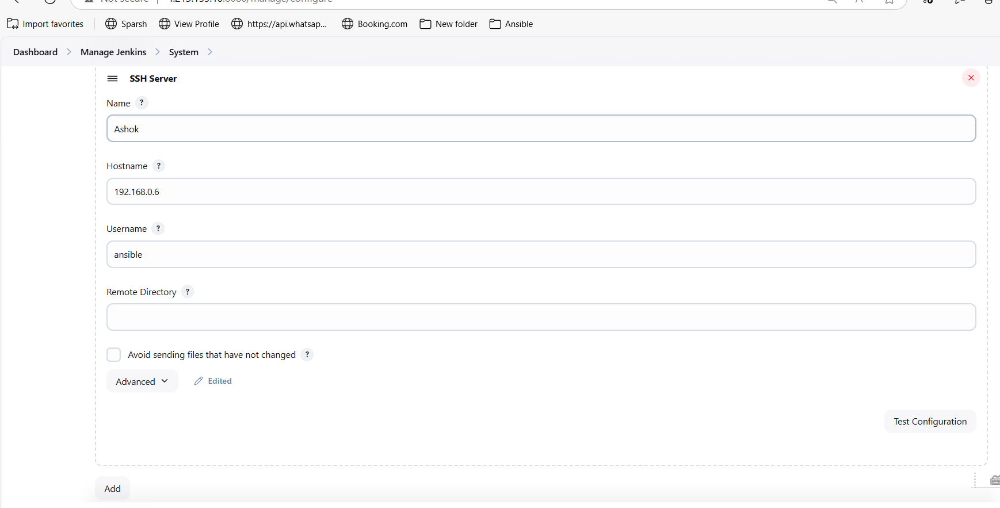 Import favorites Sparsh View Profile https://api.whatsap... Booking.com New folder Ansible
Dashboard Manage Jenkins System
SSH Server
Name ?
Ashok
Hostname ?
192.168.0.6
Username ?
ansible
Remote Directory ?
Avoid sending files that have not changed ?
Advanced Edited
Test Configuration
Add